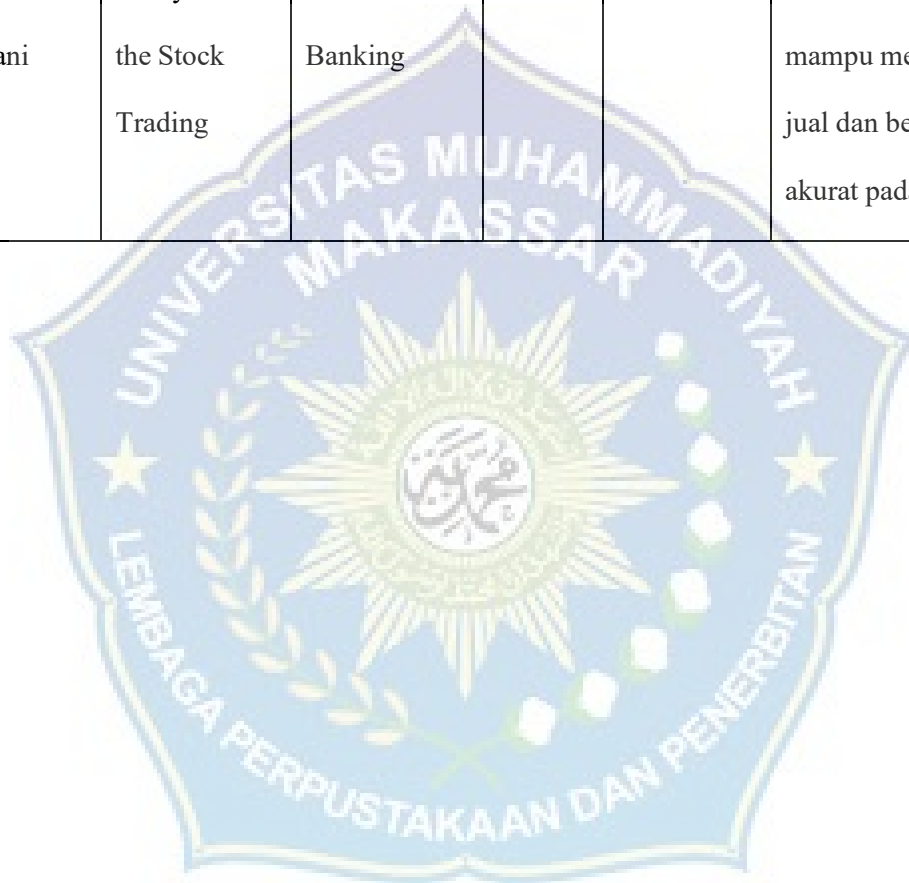 ani the Stock Banking mampu me
Trading jual dan be
akurat pad
UNIVERSITAS MUHAMMADIYAH
MAKASSAR
LEMBAGA PERPUSTAKAAN DAN PENERBITAN